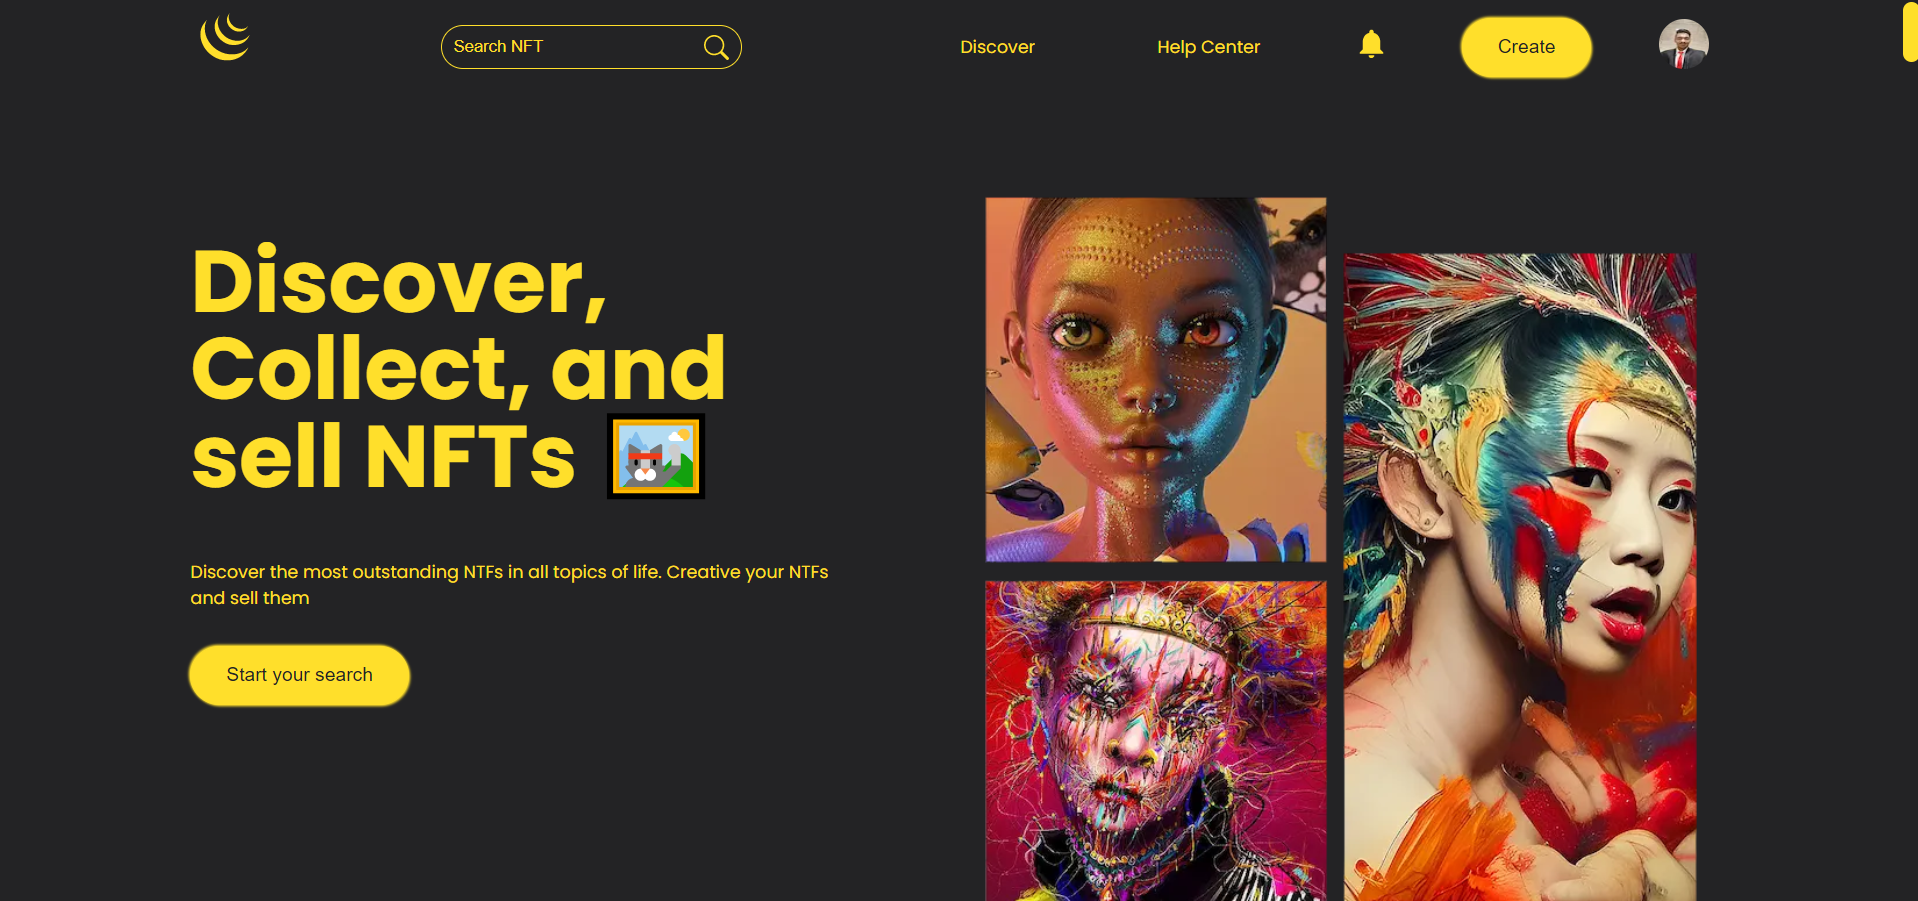 Search NFT
Discover
Help Center
Create
Discover,
Collect, and
sell NFTs
Discover the most outstanding NTFs in all topics of life. Creative your NTFs
and sell them
Start your search